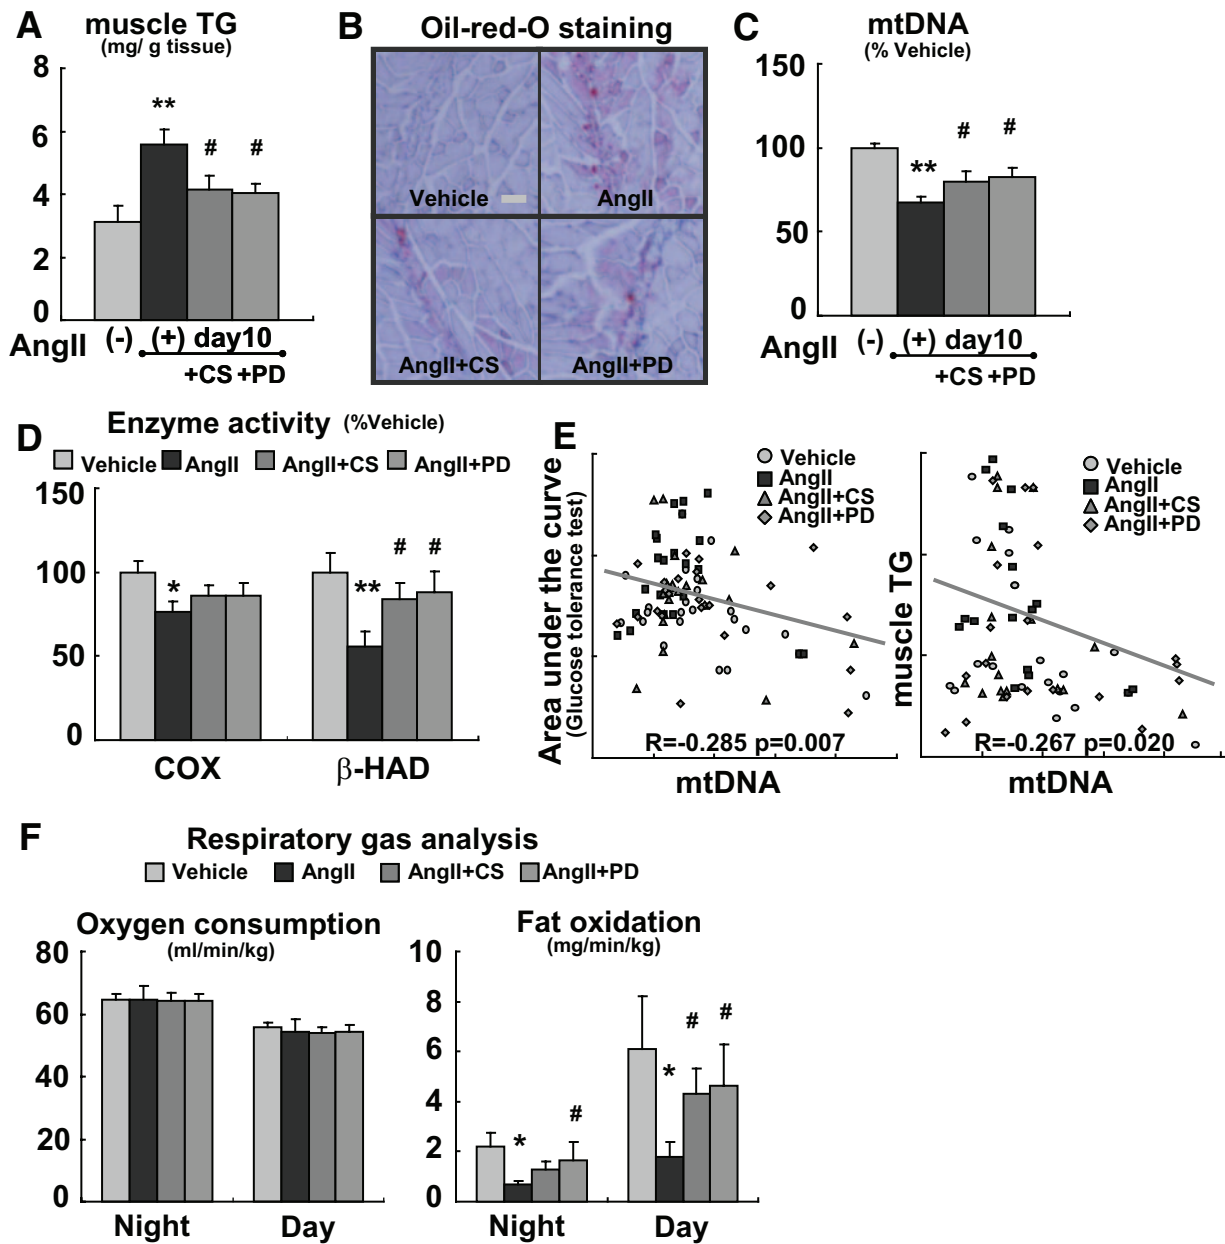 A
muscle TG
(mg/ g tissue)
8
6
4
2
0
**
#
#
AngII (-) (+) day10
+CS +PD
B
Oil-red-O staining
Vehicle
AngII
AngII+CS
AngII+PD
C
mtDNA
(% Vehicle)
150
100
50
0
**
#
#
AngII (-) (+) day10
+CS +PD
D
Enzyme activity (%Vehicle)
Vehicle AngII AngII+CS AngII+PD
150
100
50
0
*
**
#
#
COX
β-HAD
E
Area under the curve
(Glucose tolerance test)
Vehicle
AngII
AngII+CS
AngII+PD
R=-0.285 p=0.007
mtDNA
muscle TG
Vehicle
AngII
AngII+CS
AngII+PD
R=-0.267 p=0.020
mtDNA
F
Respiratory gas analysis
Vehicle AngII AngII+CS AngII+PD
Oxygen consumption
(ml/min/kg)
80
60
40
20
0
Night
Day
Fat oxidation
(mg/min/kg)
10
8
6
4
2
0
*
#
*
#
#
Night
Day